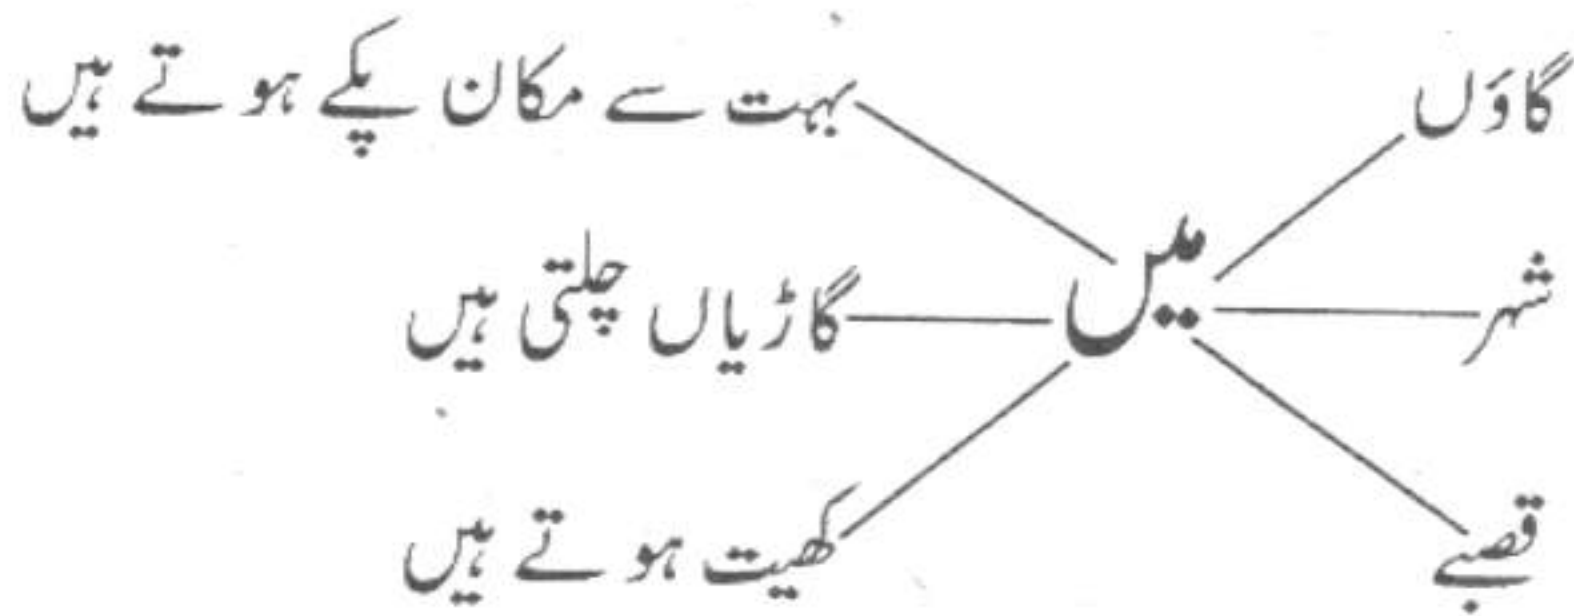 گاؤں
بہت سے مکان پکے ہوتے ہیں
میں
شہر
گاڑیاں چلتی ہیں
قصبے
کھیت ہوتے ہیں